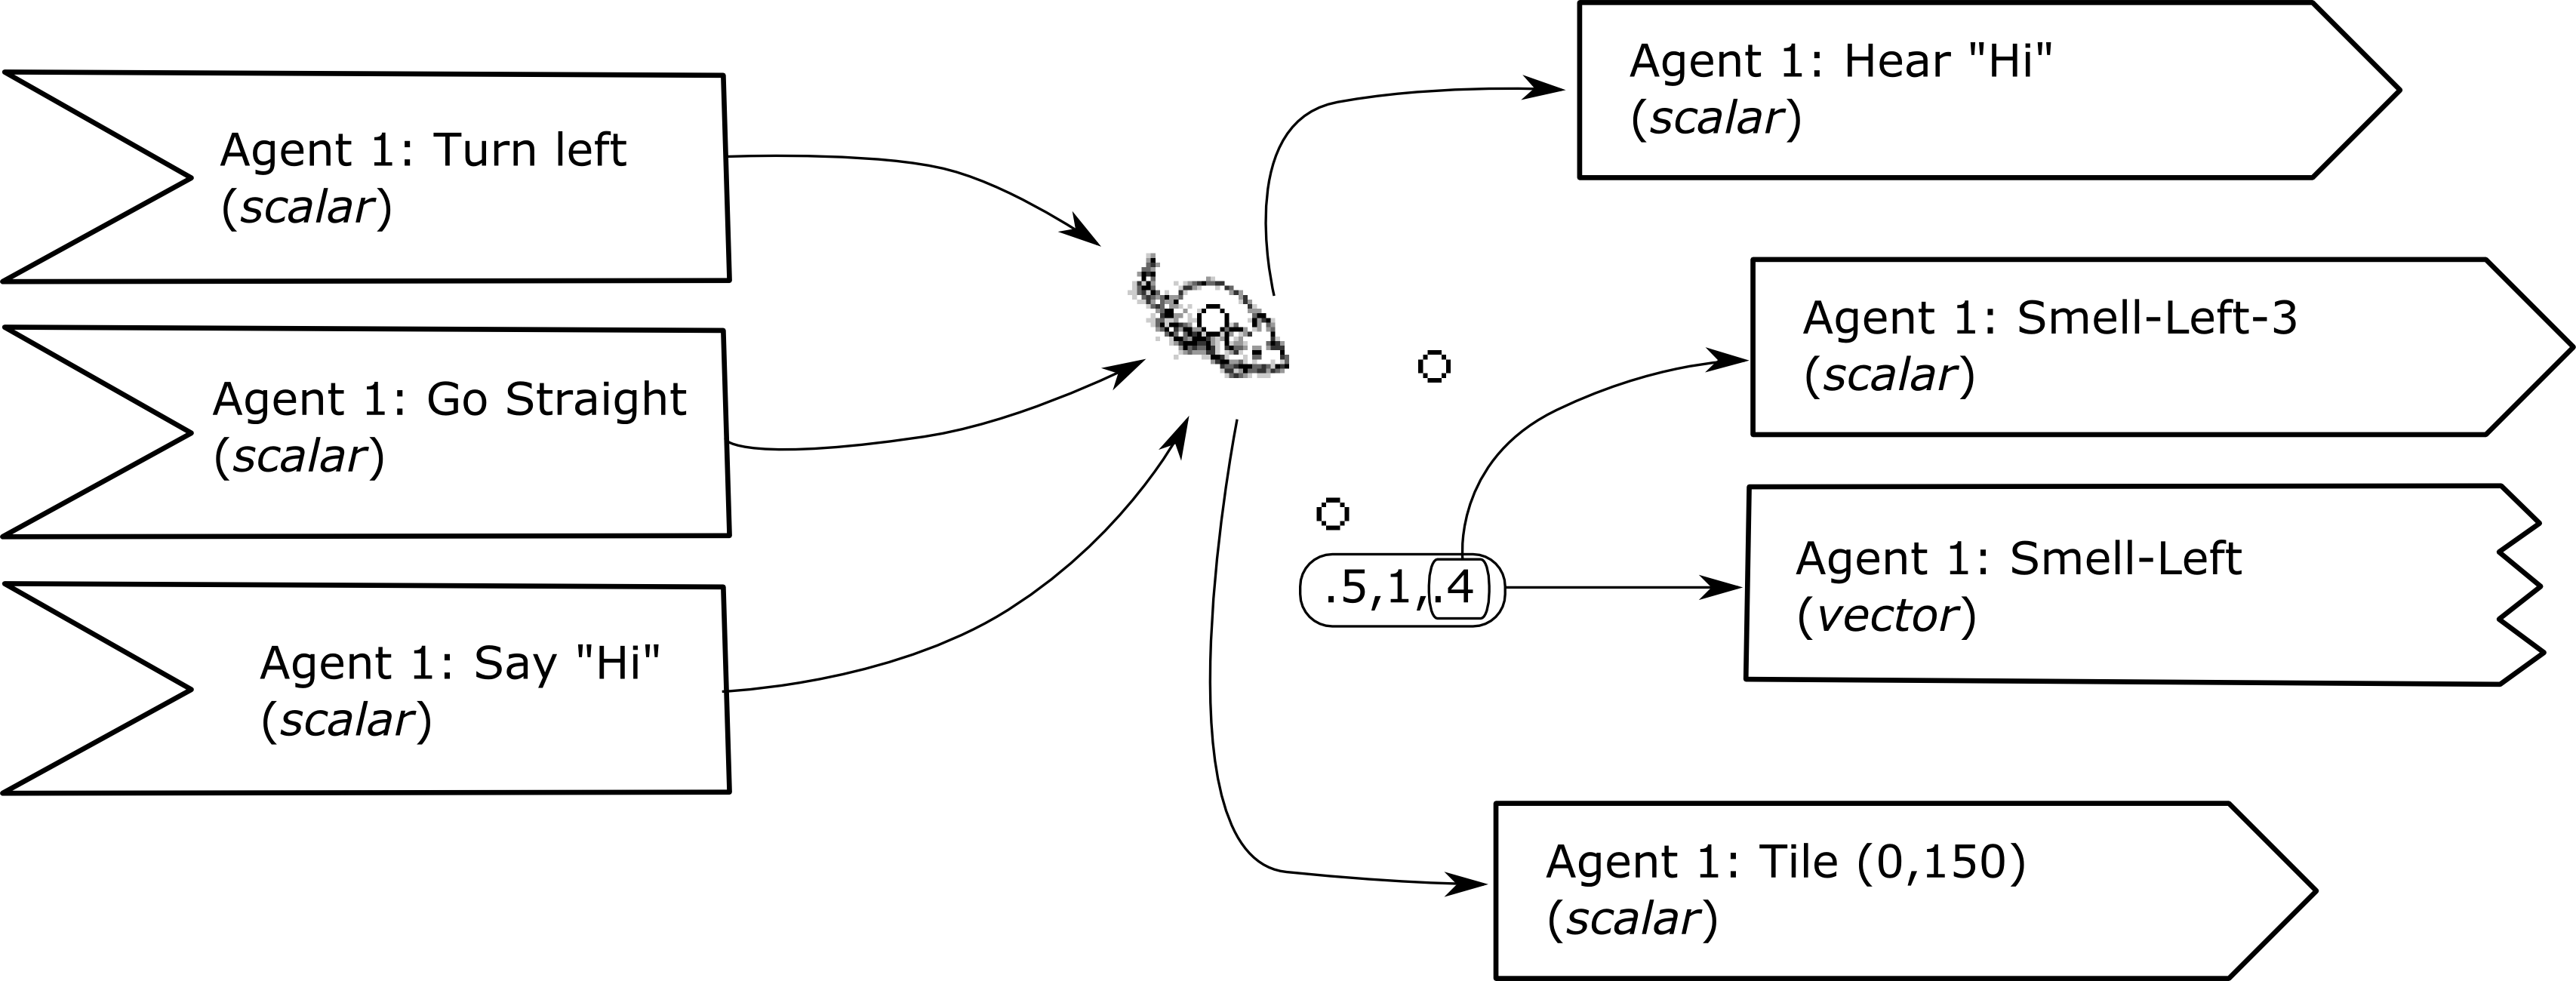 Agent 1: Turn left
(scalar)
Agent 1: Go Straight
(scalar)
Agent 1: Say "Hi"
(scalar)
Agent 1: Hear "Hi"
(scalar)
Agent 1: Smell-Left-3
(scalar)
.5,1,.4
Agent 1: Smell-Left
(vector)
Agent 1: Tile (0,150)
(scalar)